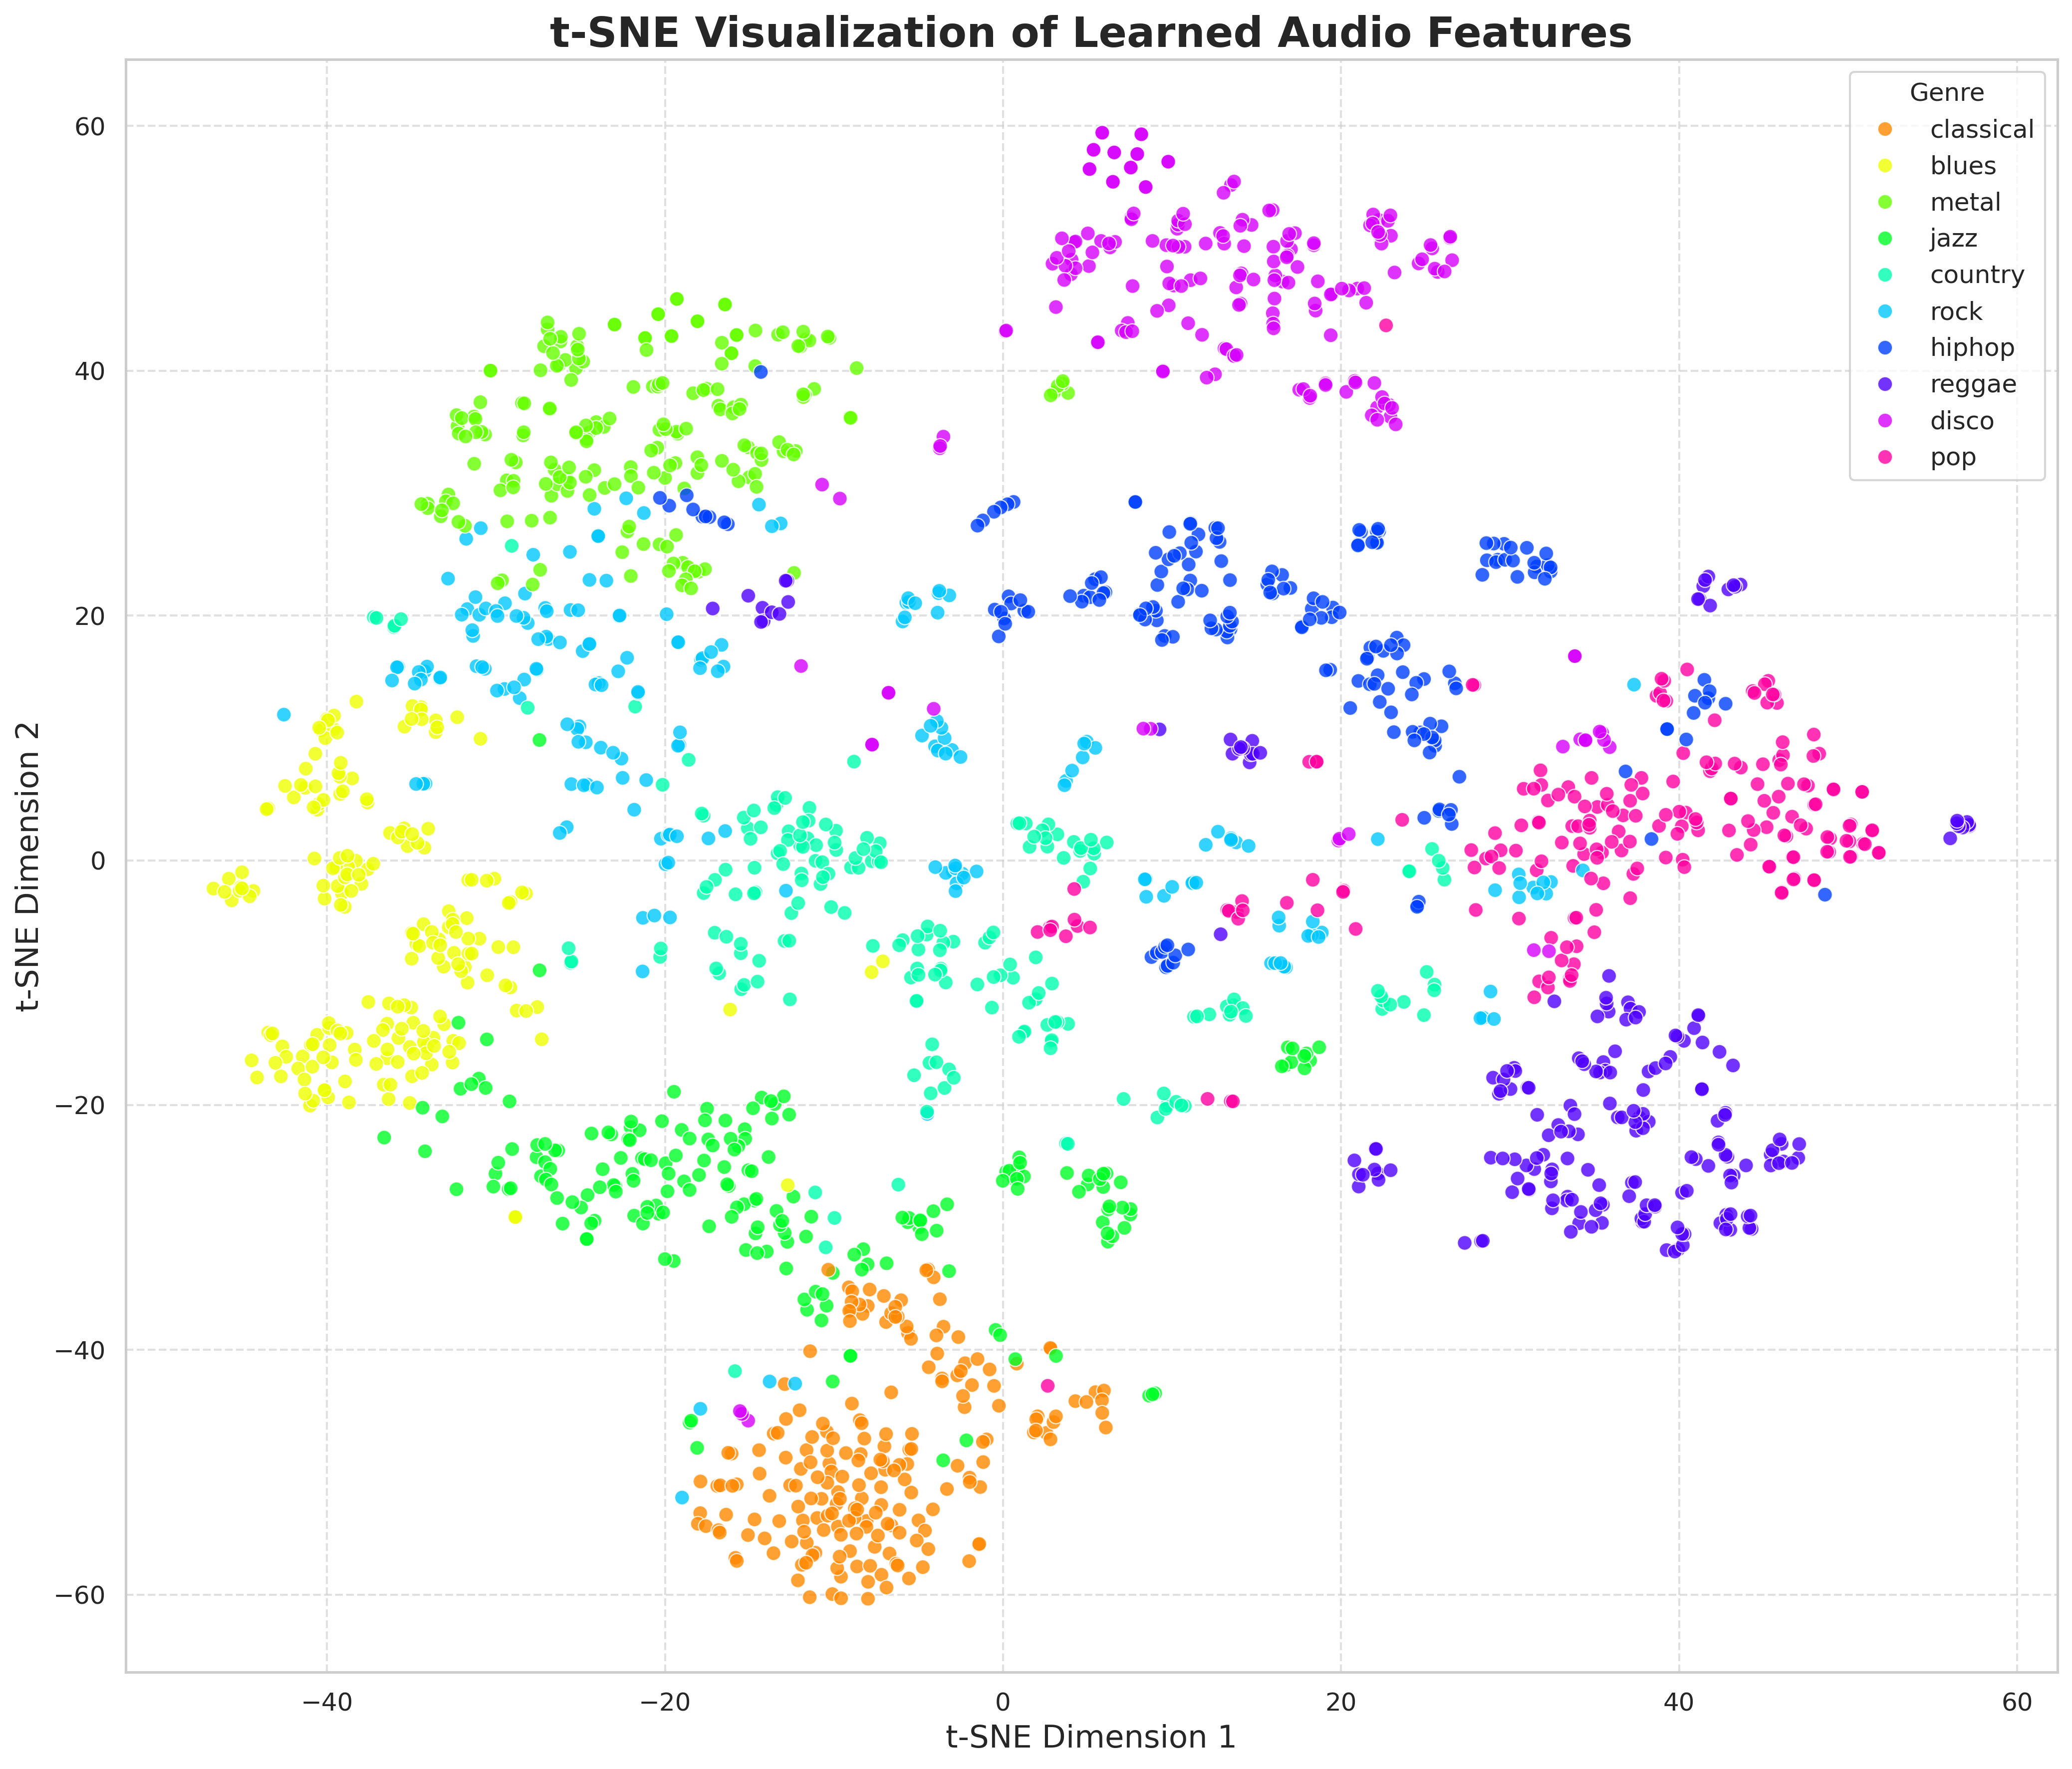 t-SNE Visualization of Learned Audio Features
Genre
classical
blues
metal
jazz
country
rock
hiphop
reggae
disco
pop
60
40
20
0
−20
−40
−60
t-SNE Dimension 2
−40
−20
0
20
40
60
t-SNE Dimension 1